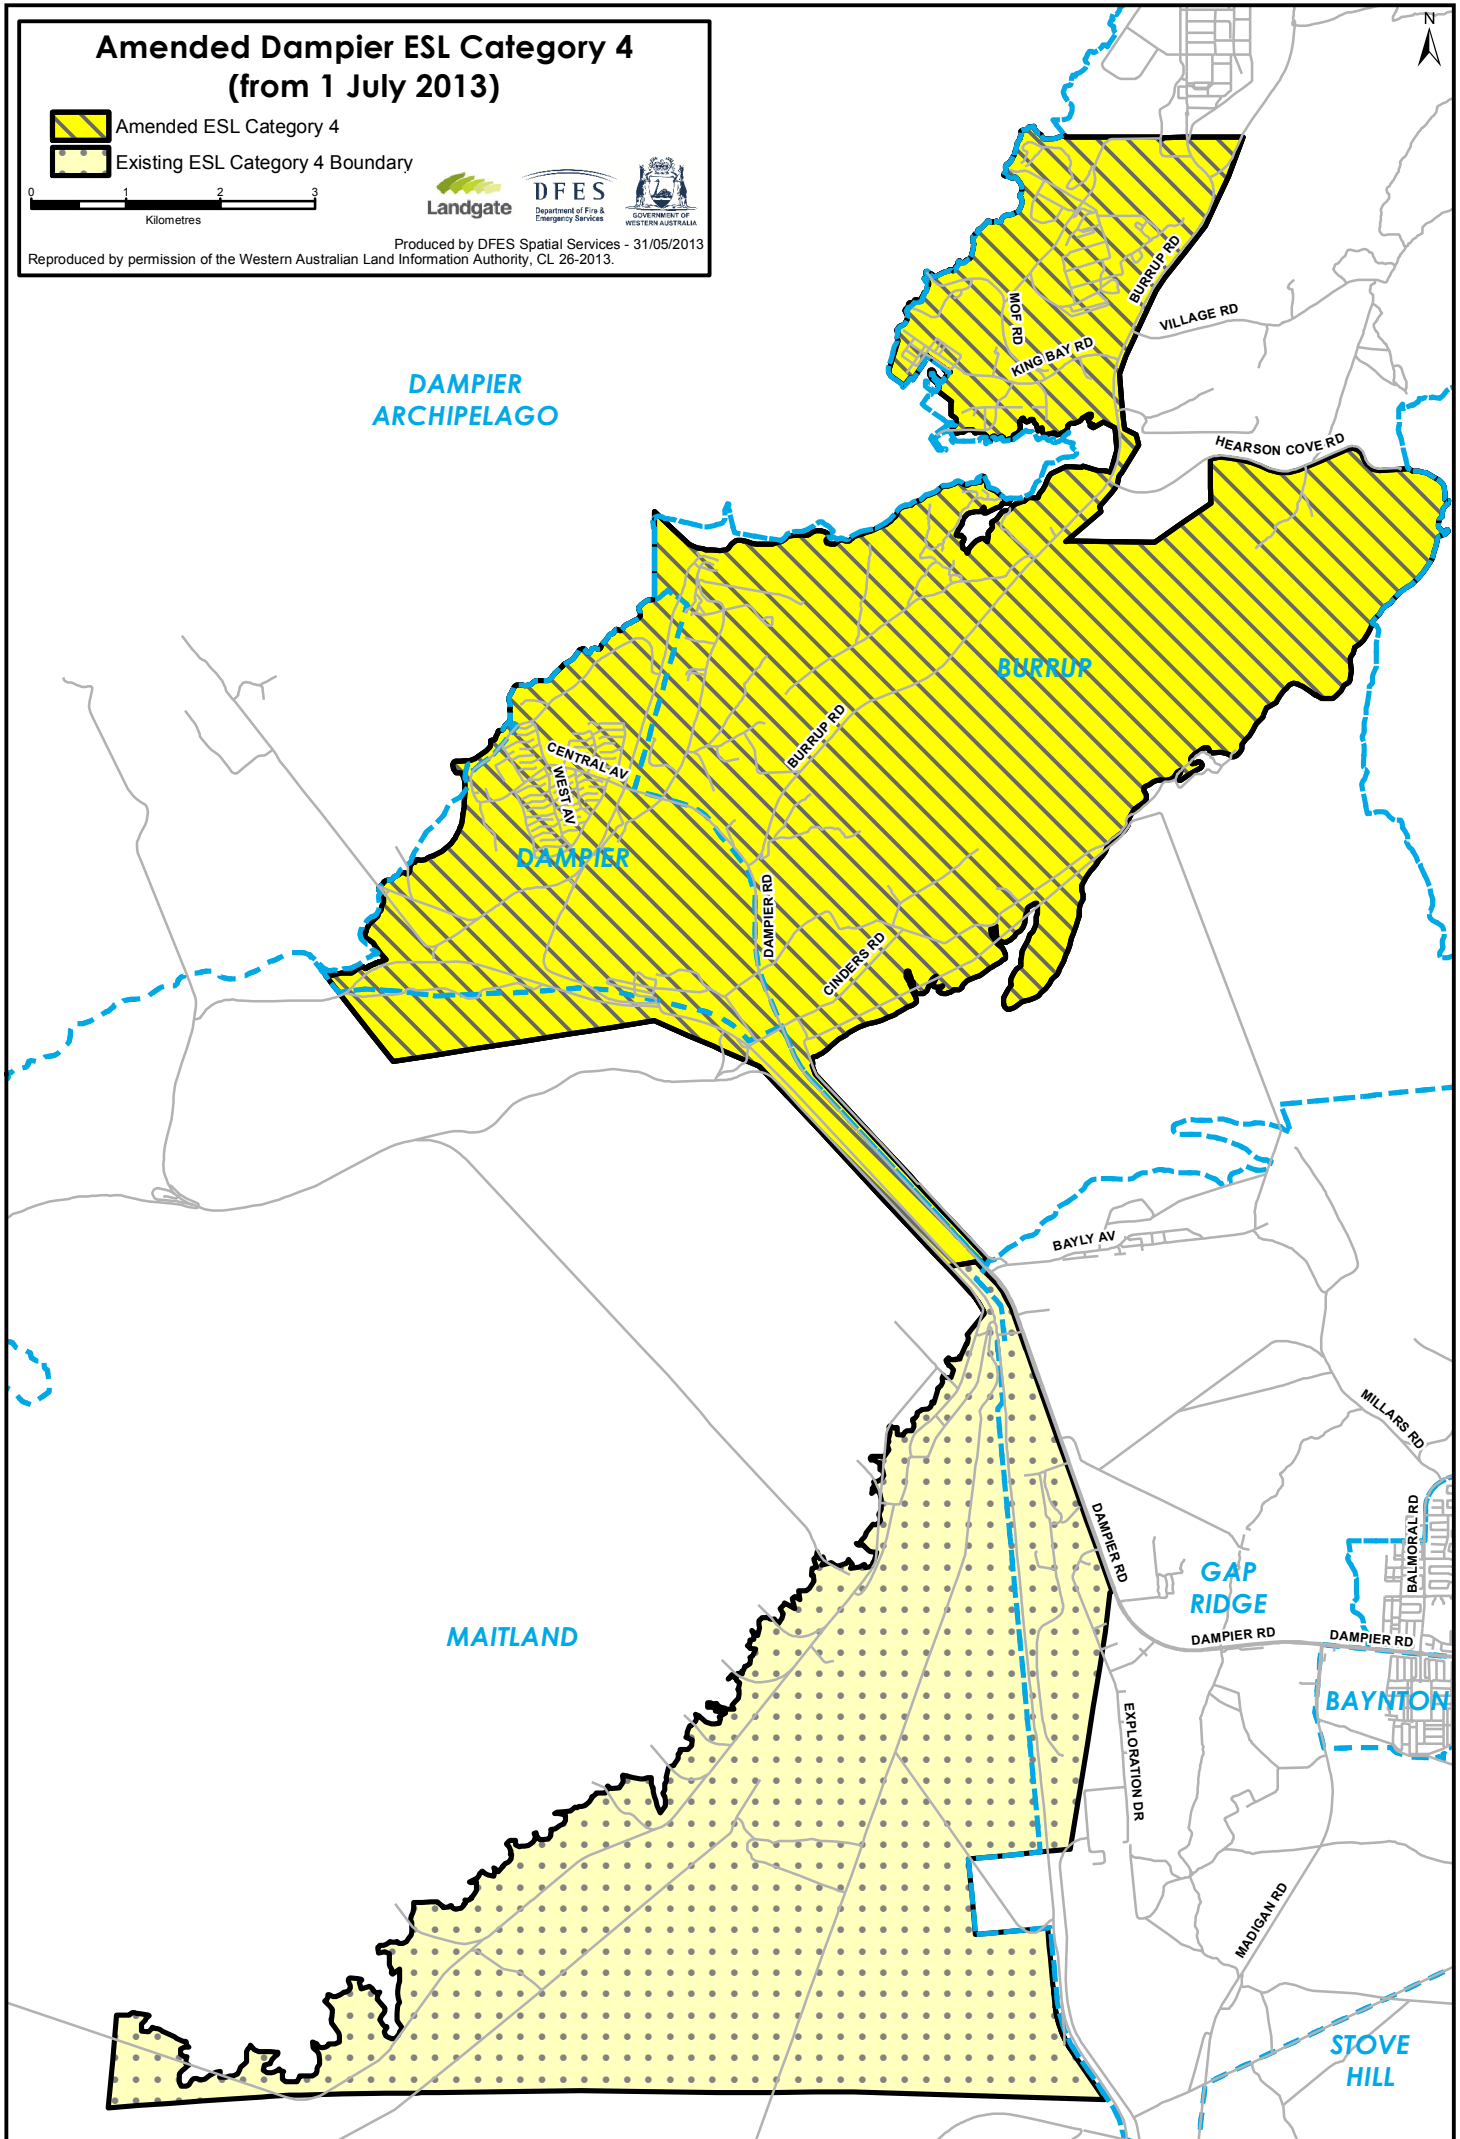 Amended Dampier ESL Category 4
(from 1 July 2013)
Amended ESL Category 4
Existing ESL Category 4 Boundary
0 1 2 3
Kilometres
Landgate
DFES
Department of Fire &
Emergency Services
GOVERNMENT OF
WESTERN AUSTRALIA
Produced by DFES Spatial Services - 31/05/2013
Reproduced by permission of the Western Australian Land Information Authority, CL 26-2013.
N
BURRUP RD
MOF RD
VILLAGE RD
KING BAY RD
DAMPIER
ARCHIPELAGO
HEARSON COVE RD
BURRUP
BURRUP RD
CENTRAL AV
WEST AV
DAMPIER
DAMPIER RD
CINDERS RD
BAYLY AV
MILLARS RD
DAMPIER RD
BALMORAL RD
GAP
RIDGE
MAITLAND
DAMPIER RD
DAMPIER RD
BAYNTON
EXPLORATION DR
MADIGAN RD
STOVE
HILL